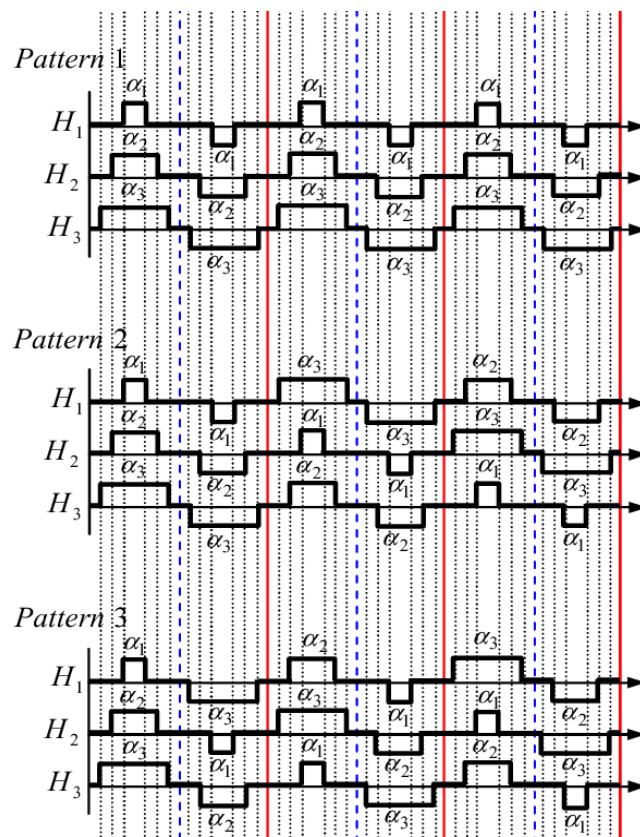 Pattern 1
α₁ α₁ α₁
H₁
α₂ α₁ α₂ α₁ α₂ α₁
H₂
α₃ α₂ α₃ α₂ α₃ α₂
H₃
α₃ α₃ α₃
Pattern 2
α₁ α₃ α₂
H₁
α₂ α₁ α₁ α₃ α₃ α₂
H₂
α₃ α₂ α₂ α₁ α₁ α₃
H₃
α₃ α₂ α₁
Pattern 3
α₁ α₂ α₃
H₁
α₂ α₃ α₃ α₁ α₁ α₂
H₂
α₃ α₁ α₁ α₂ α₂ α₃
H₃
α₂ α₃ α₁